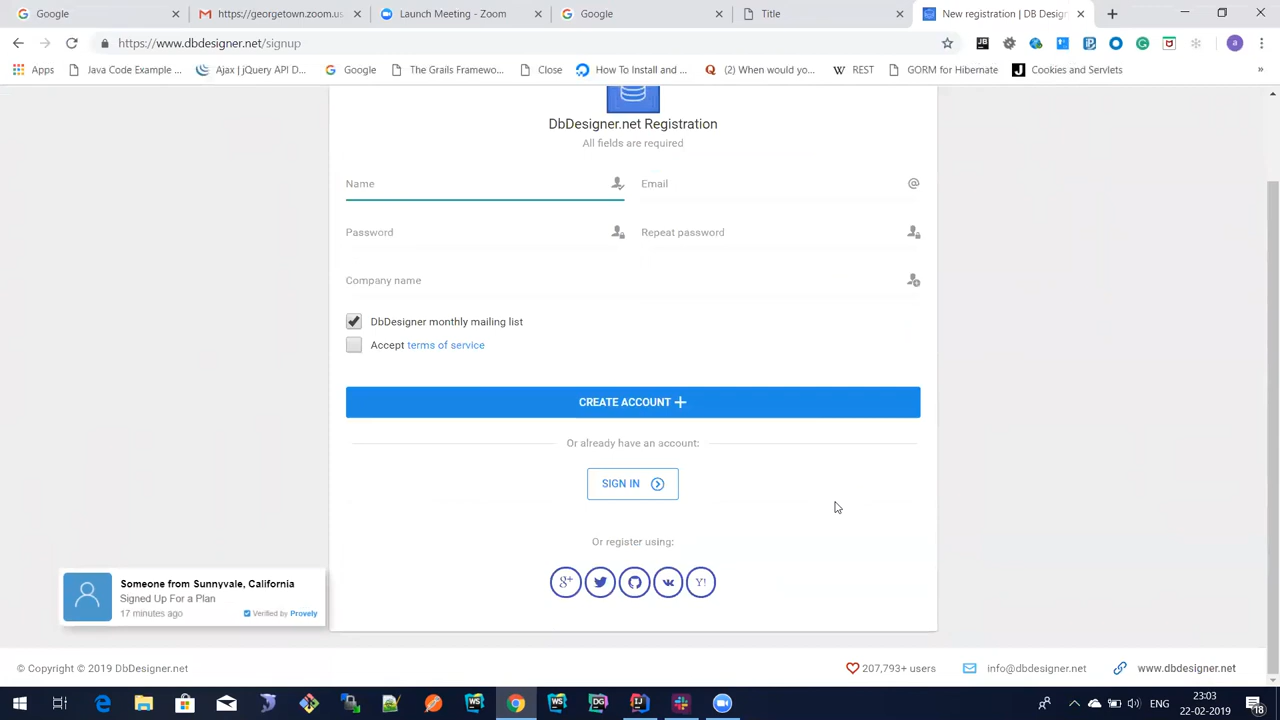 Google
https://georgetown.zoom.us
Launch Meeting - Zoom
Google
Title
New registration | DB Desig
https://www.dbdesigner.net/signup
Apps
Java Code Example ...
Ajax | jQuery API D...
Google
The Grails Framewo...
Close
How To Install and ...
(2) When would yo...
REST
GORM for Hibernate
Cookies and Servlets
»
DbDesigner.net Registration
All fields are required
Name
Email
Password
Repeat password
Company name
DbDesigner monthly mailing list
Accept terms of service
CREATE ACCOUNT
Or already have an account:
SIGN IN
Or register using:
Someone from Sunnyvale, California
Signed Up For a Plan
17 minutes ago
Verified by Provely
© Copyright © 2019 DbDesigner.net
207,793+ users
info@dbdesigner.net
www.dbdesigner.net
ENG
23:03
22-02-2019
18